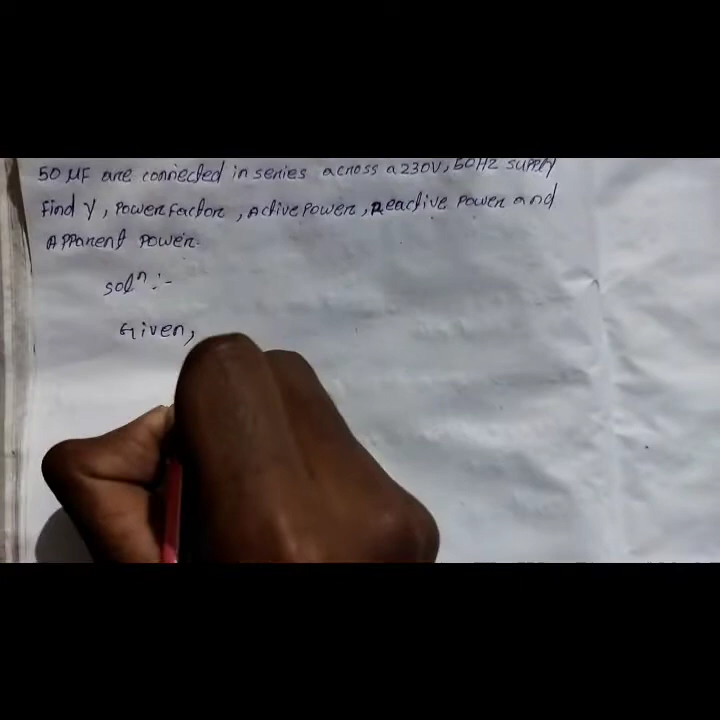 50 μF are connected in series across a 230V, 50HZ supply
Find Y, Power Factor, Active Power, Reactive Power and
Apparent Power.
Solⁿ :-
Given,